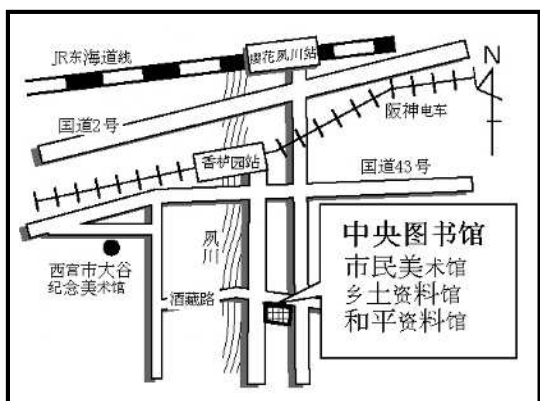 JR东海道线
樱花夙川站
N
国道2号
阪神电车
香栌园站
国道43号
夙川
中央图书馆
市民美术馆
乡土资料馆
和平资料馆
西宫市大谷
纪念美术馆
酒藏路